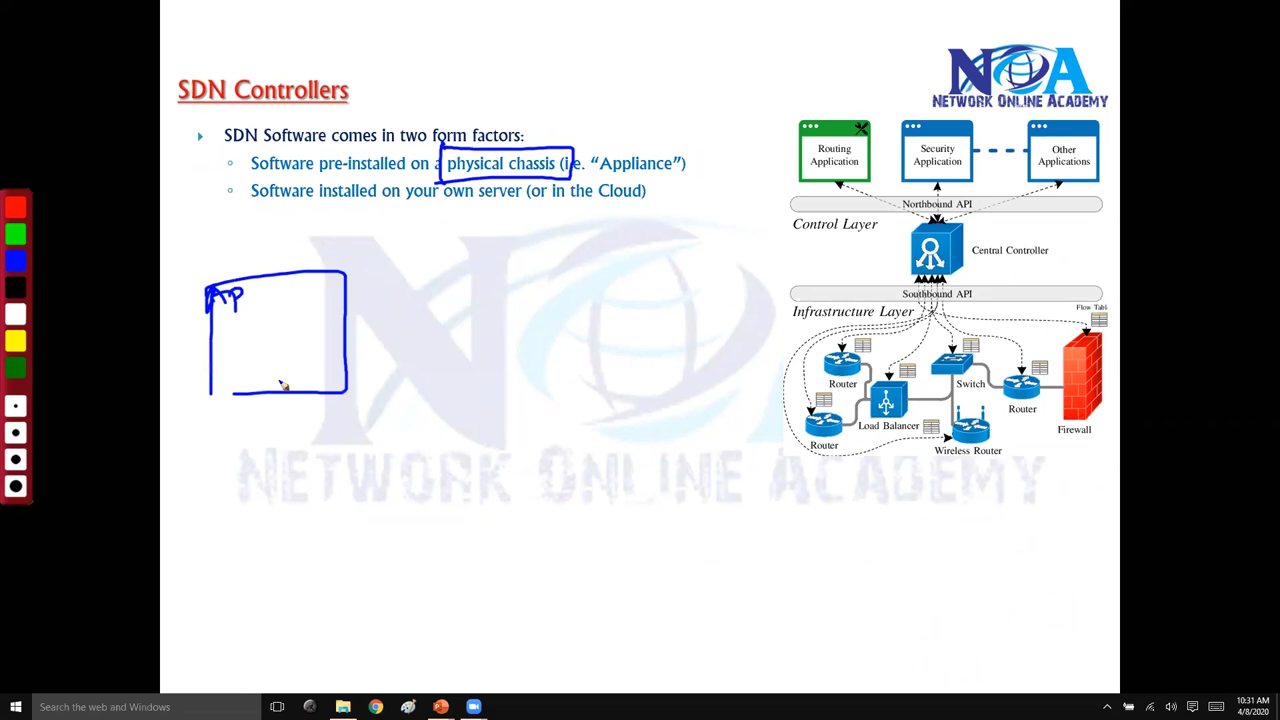 SDN Controllers
NOA
NETWORK ONLINE ACADEMY
SDN Software comes in two form factors:
Software pre-installed on a physical chassis (i.e. “Appliance”)
Software installed on your own server (or in the Cloud)
Routing
Application
Security
Application
Other
Applications
Northbound API
Control Layer
Central Controller
Southbound API
Infrastructure Layer
Flow Tabl
Router
Switch
Router
Load Balancer
Firewall
Router
Wireless Router
AP
NETWORK ONLINE ACADEMY
Search the web and Windows
10:31 AM
4/8/2020